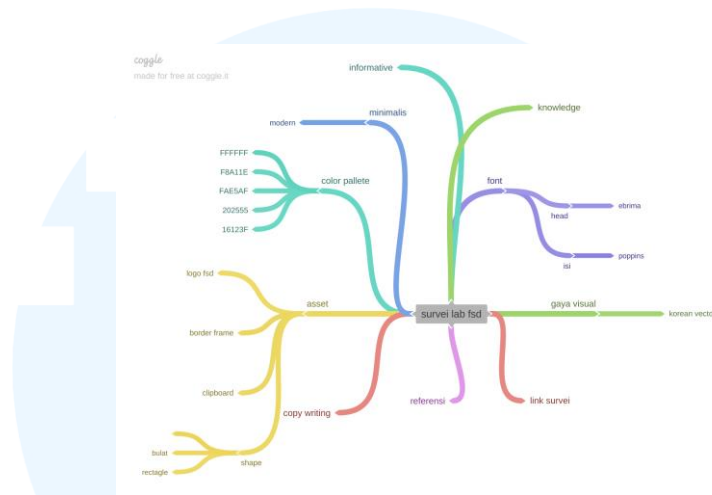 coggle
made for free at coggle.it
informative
knowledge
minimalis
modern
color pallete
FFFFFF
F8A11E
FAE5AF
202555
16123F
font
head
ebrima
isi
poppins
asset
logo fsd
border frame
clipboard
shape
bulat
rectagle
survei lab fsd
gaya visual
korean vecto
copy writing
referensi
link survei